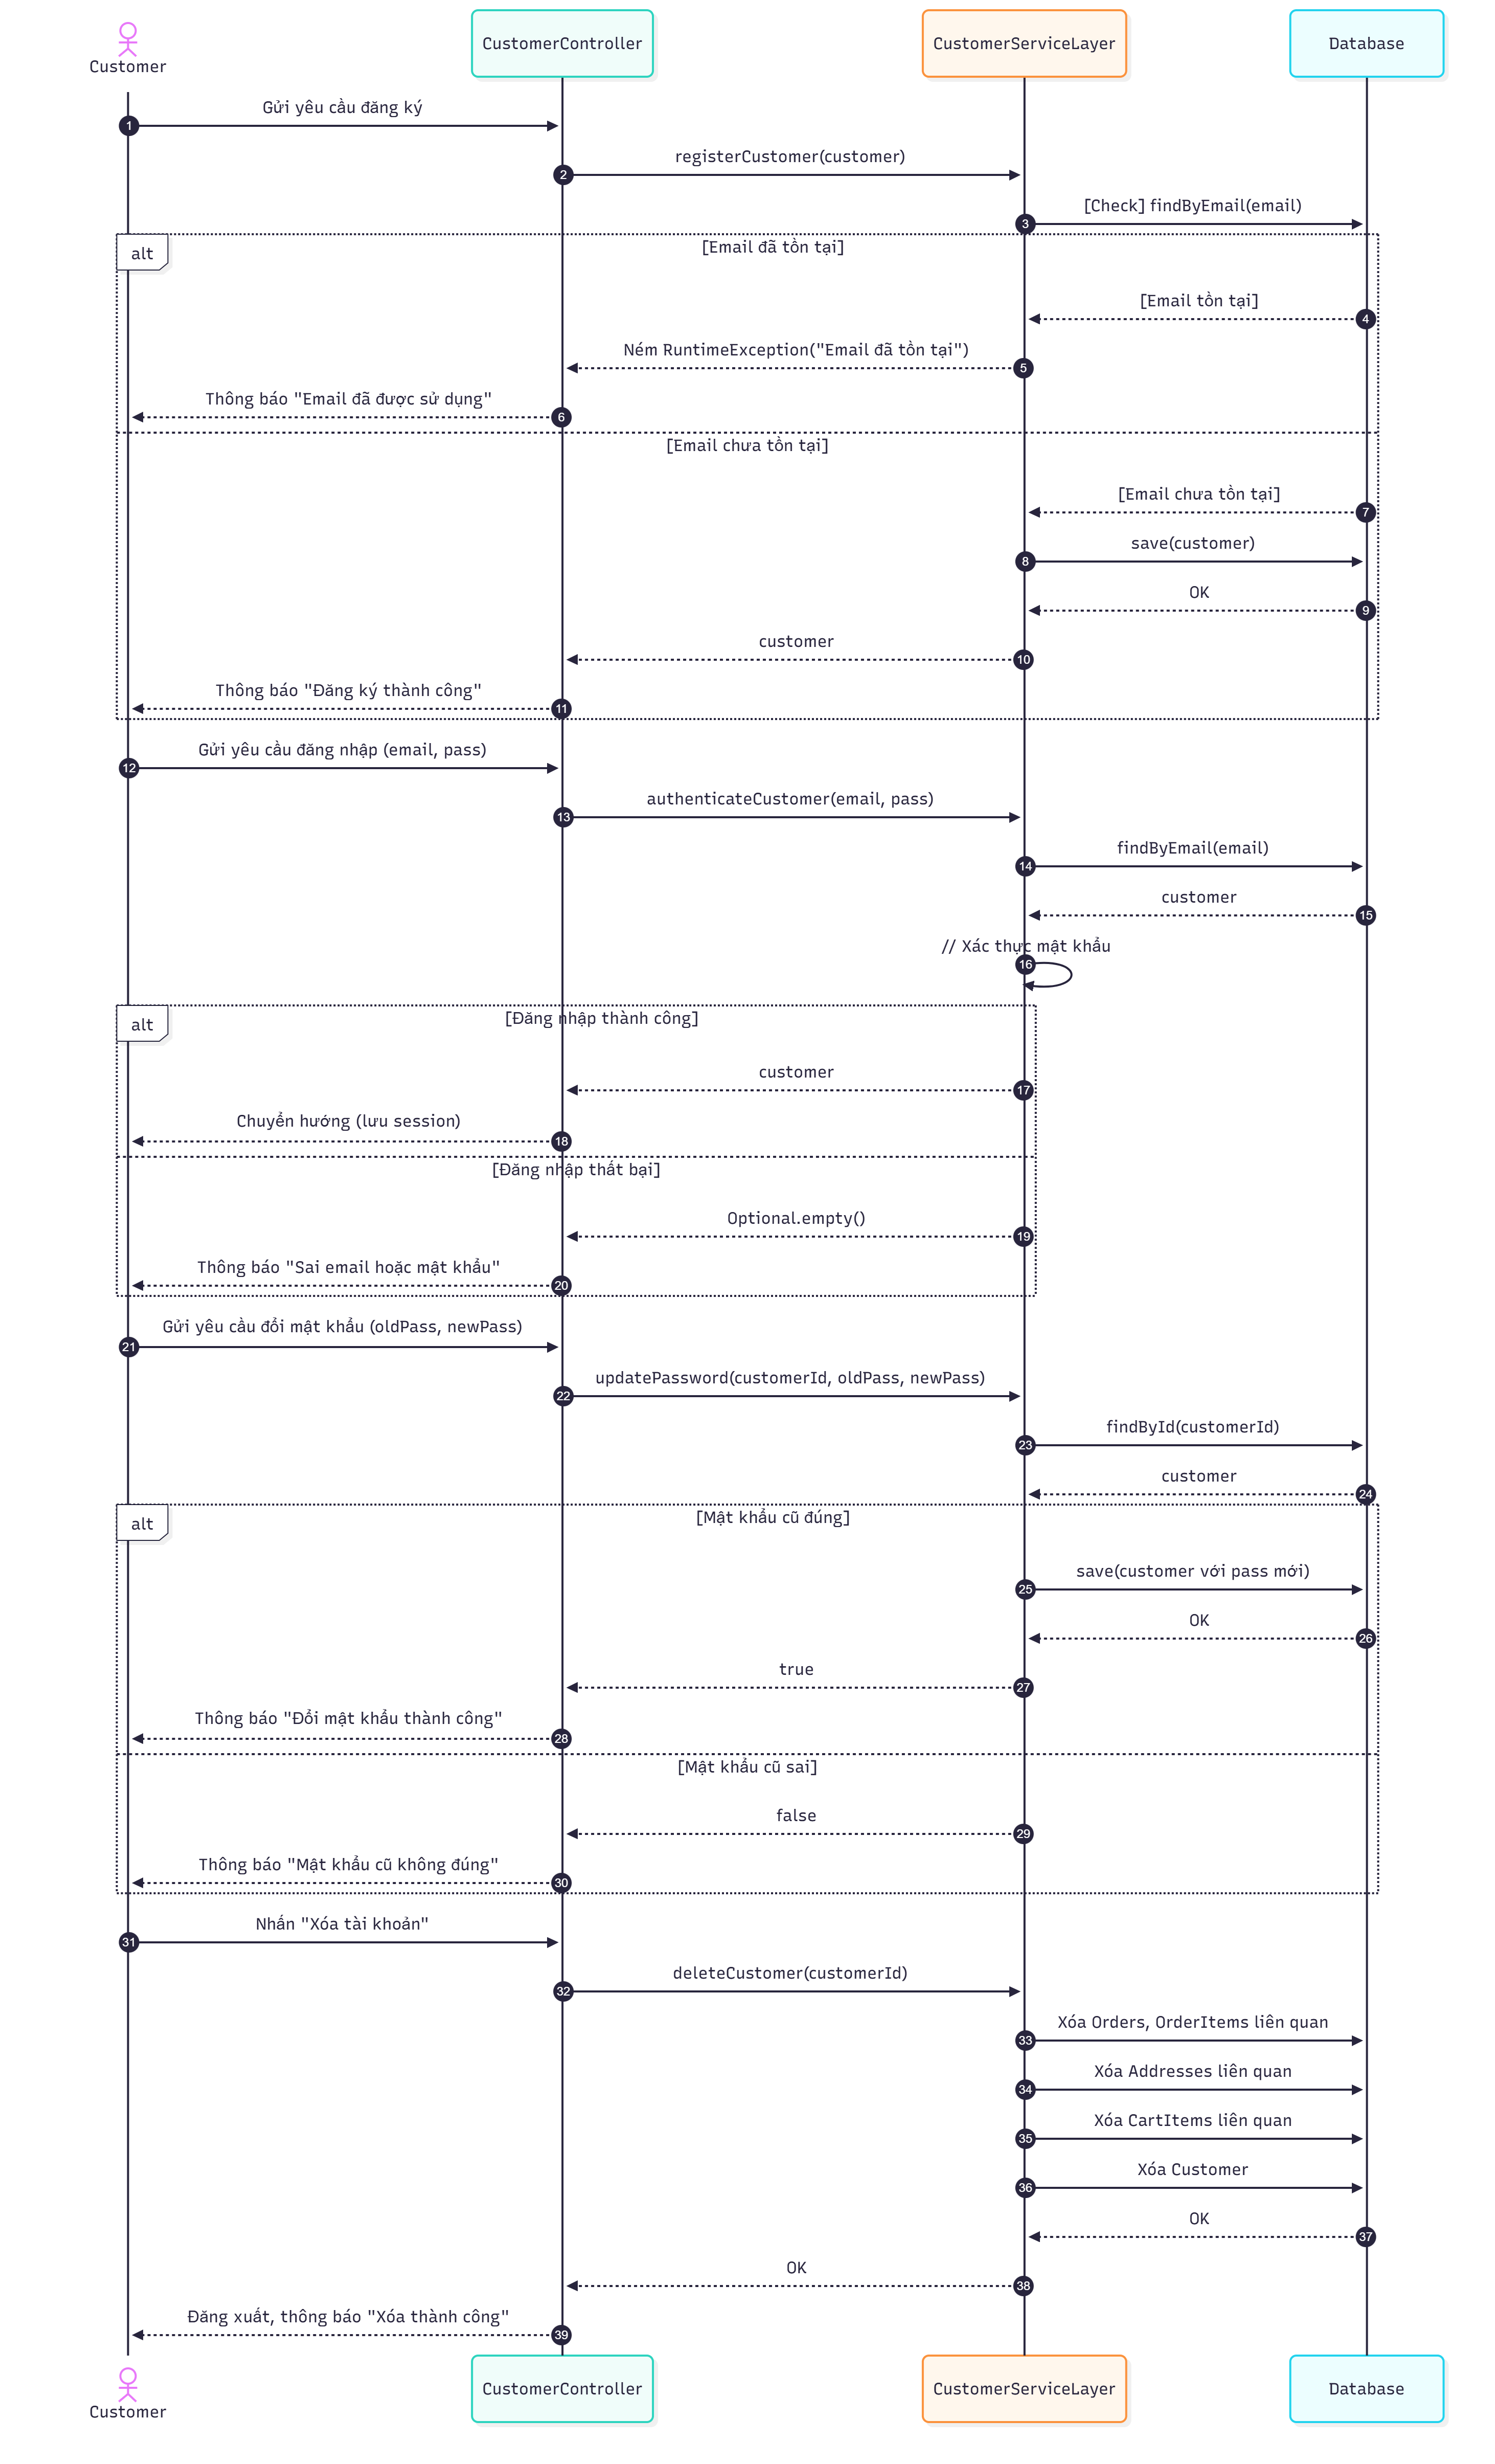 Customer
CustomerController
CustomerServiceLayer
Database
Gửi yêu cầu đăng ký
1
registerCustomer(customer)
2
[Check] findByEmail(email)
3
alt
[Email đã tồn tại]
[Email tồn tại]
4
Ném RuntimeException("Email đã tồn tại")
5
Thông báo "Email đã được sử dụng"
6
[Email chưa tồn tại]
[Email chưa tồn tại]
7
save(customer)
8
OK
9
customer
10
Thông báo "Đăng ký thành công"
11
Gửi yêu cầu đăng nhập (email, pass)
12
authenticateCustomer(email, pass)
13
findByEmail(email)
14
customer
15
// Xác thực mật khẩu
16
alt
[Đăng nhập thành công]
customer
17
Chuyển hướng (lưu session)
18
[Đăng nhập thất bại]
Optional.empty()
19
Thông báo "Sai email hoặc mật khẩu"
20
Gửi yêu cầu đổi mật khẩu (oldPass, newPass)
21
updatePassword(customerId, oldPass, newPass)
22
findById(customerId)
23
customer
24
alt
[Mật khẩu cũ đúng]
save(customer với pass mới)
25
OK
26
true
27
Thông báo "Đổi mật khẩu thành công"
28
[Mật khẩu cũ sai]
false
29
Thông báo "Mật khẩu cũ không đúng"
30
Nhấn "Xóa tài khoản"
31
deleteCustomer(customerId)
32
Xóa Orders, OrderItems liên quan
33
Xóa Addresses liên quan
34
Xóa CartItems liên quan
35
Xóa Customer
36
OK
37
OK
38
Đăng xuất, thông báo "Xóa thành công"
39
Customer
CustomerController
CustomerServiceLayer
Database